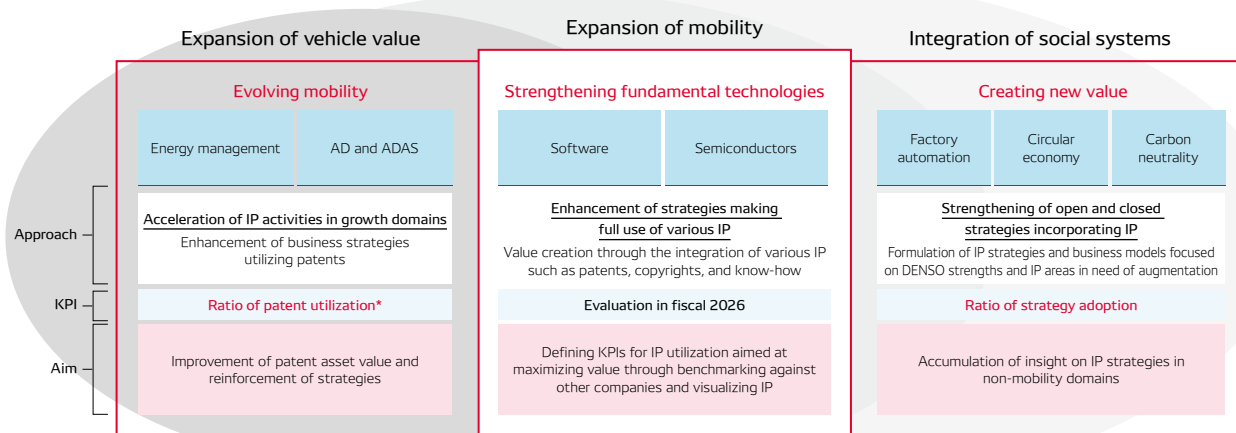 Expansion of vehicle value
Expansion of mobility
Integration of social systems
Evolving mobility
Strengthening fundamental technologies
Creating new value
Energy management
AD and ADAS
Software
Semiconductors
Factory
automation
Circular
economy
Carbon
neutrality
Approach
Acceleration of IP activities in growth domains
Enhancement of business strategies
utilizing patents
Enhancement of strategies making
full use of various IP
Value creation through the integration of various IP
such as patents, copyrights, and know-how
Strengthening of open and closed
strategies incorporating IP
Formulation of IP strategies and business models focused
on DENSO strengths and IP areas in need of augmentation
KPI
Ratio of patent utilization*
Evaluation in fiscal 2026
Ratio of strategy adoption
Aim
Improvement of patent asset value and
reinforcement of strategies
Defining KPIs for IP utilization aimed at
maximizing value through benchmarking against
other companies and visualizing IP
Accumulation of insight on IP strategies in
non-mobility domains